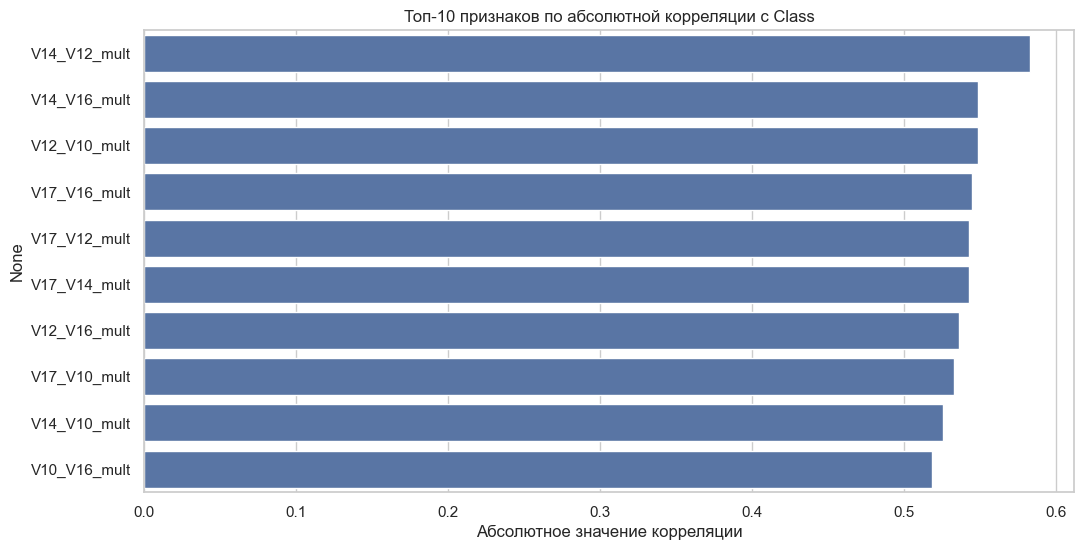 Топ-10 признаков по абсолютной корреляции с Class
V14_V12_mult
V14_V16_mult
V12_V10_mult
V17_V16_mult
V17_V12_mult
V17_V14_mult
V12_V16_mult
V17_V10_mult
V14_V10_mult
V10_V16_mult
None
0.0 0.1 0.2 0.3 0.4 0.5 0.6
Абсолютное значение корреляции